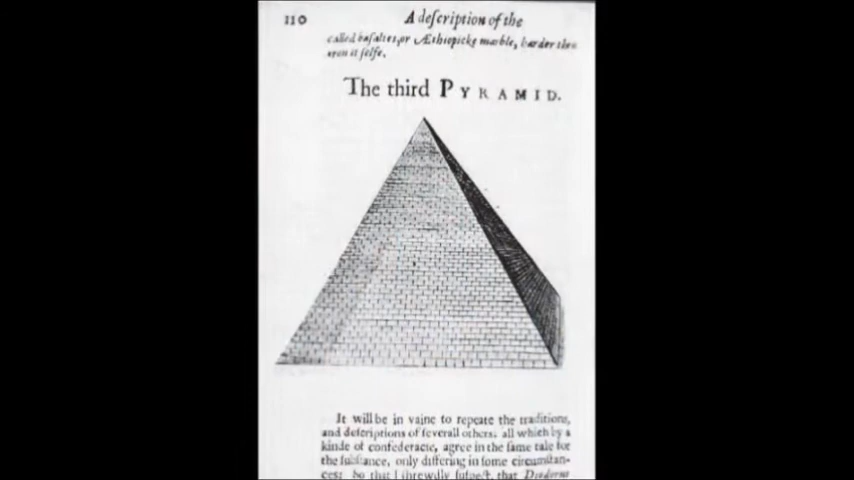 110 A deſcription of the
called baſaltes, or Æthiopicke marble, harder then
iron it ſelfe.
The third PYRAMID.
It will be in vaine to repeate the traditions,
and deſcriptions of ſeverall others: all which by a
kinde of confederacie, agree in the ſame tale for
the ſubſtance, only differing in ſome circumſtan-
ces: So that I ſhrewdly ſuſpect, that Diodorus